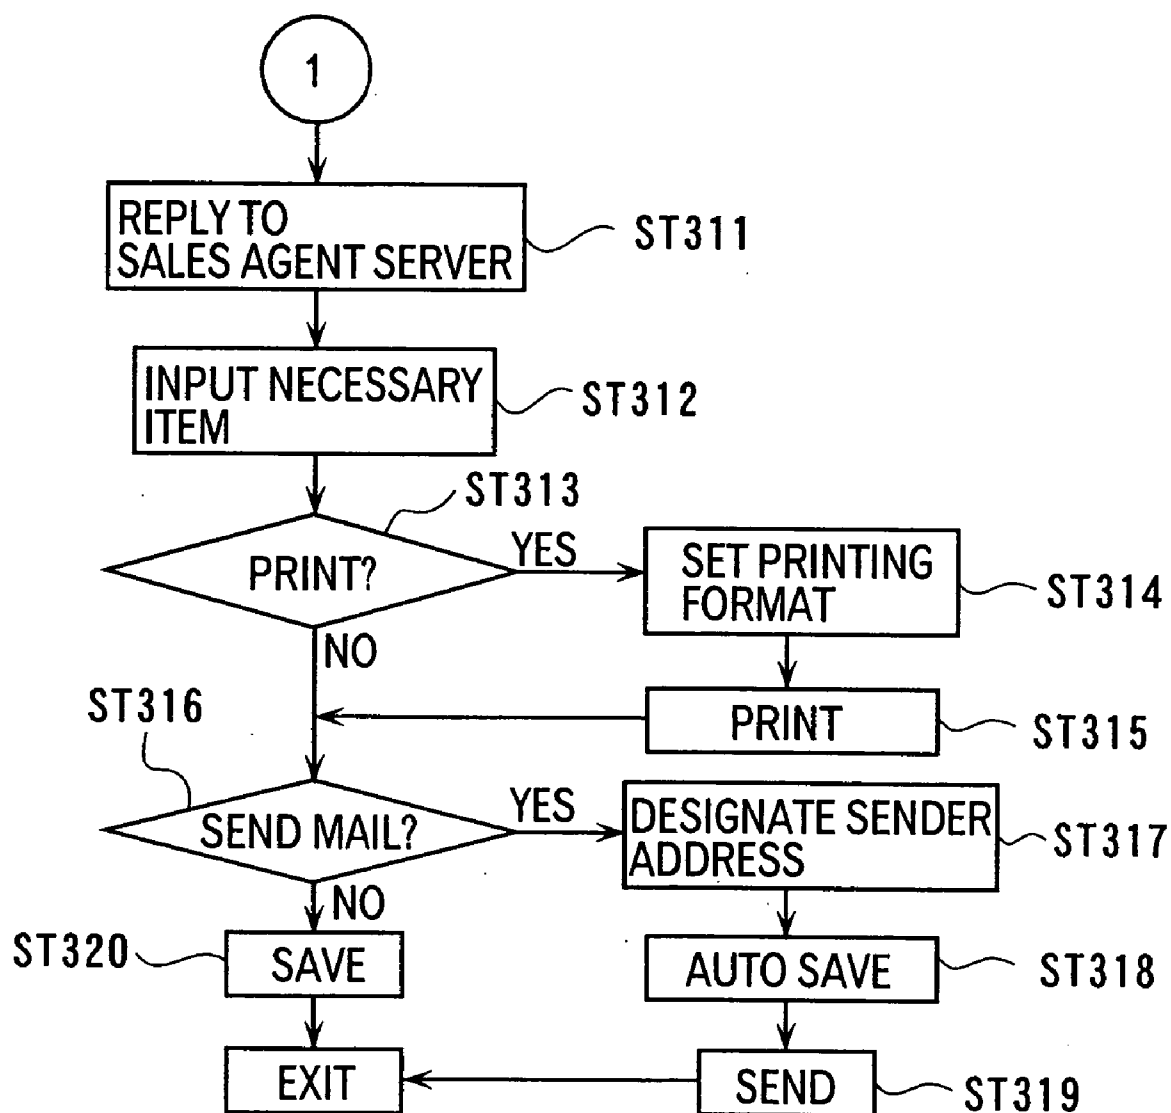 1
REPLY TO
SALES AGENT SERVER
ST311
INPUT NECESSARY
ITEM
ST312
ST313
PRINT?
YES
SET PRINTING
FORMAT
ST314
NO
PRINT
ST315
ST316
SEND MAIL?
YES
DESIGNATE SENDER
ADDRESS
ST317
NO
ST320
SAVE
AUTO SAVE
ST318
EXIT
SEND
ST319